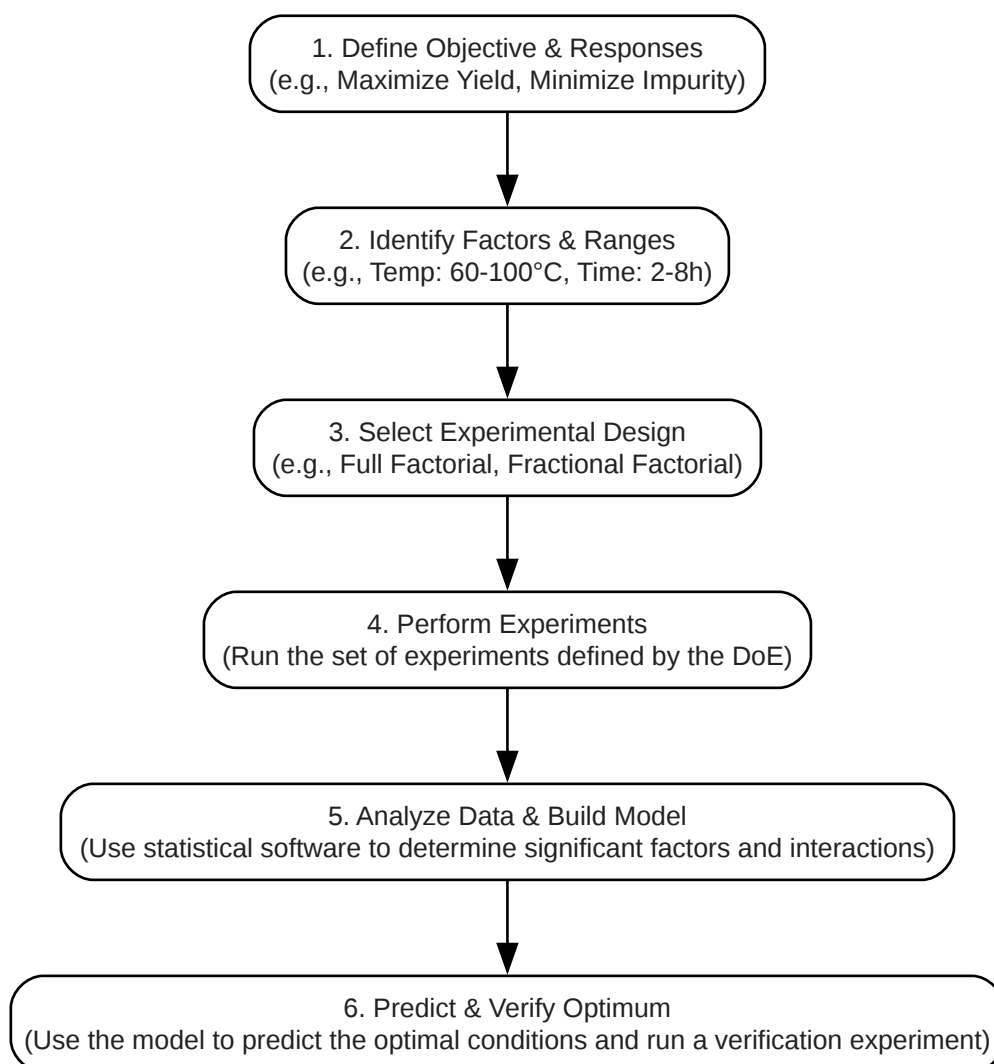 1. Define Objective & Responses
(e.g., Maximize Yield, Minimize Impurity)
2. Identify Factors & Ranges
(e.g., Temp: 60-100°C, Time: 2-8h)
3. Select Experimental Design
(e.g., Full Factorial, Fractional Factorial)
4. Perform Experiments
(Run the set of experiments defined by the DoE)
5. Analyze Data & Build Model
(Use statistical software to determine significant factors and interactions)
6. Predict & Verify Optimum
(Use the model to predict the optimal conditions and run a verification experiment)